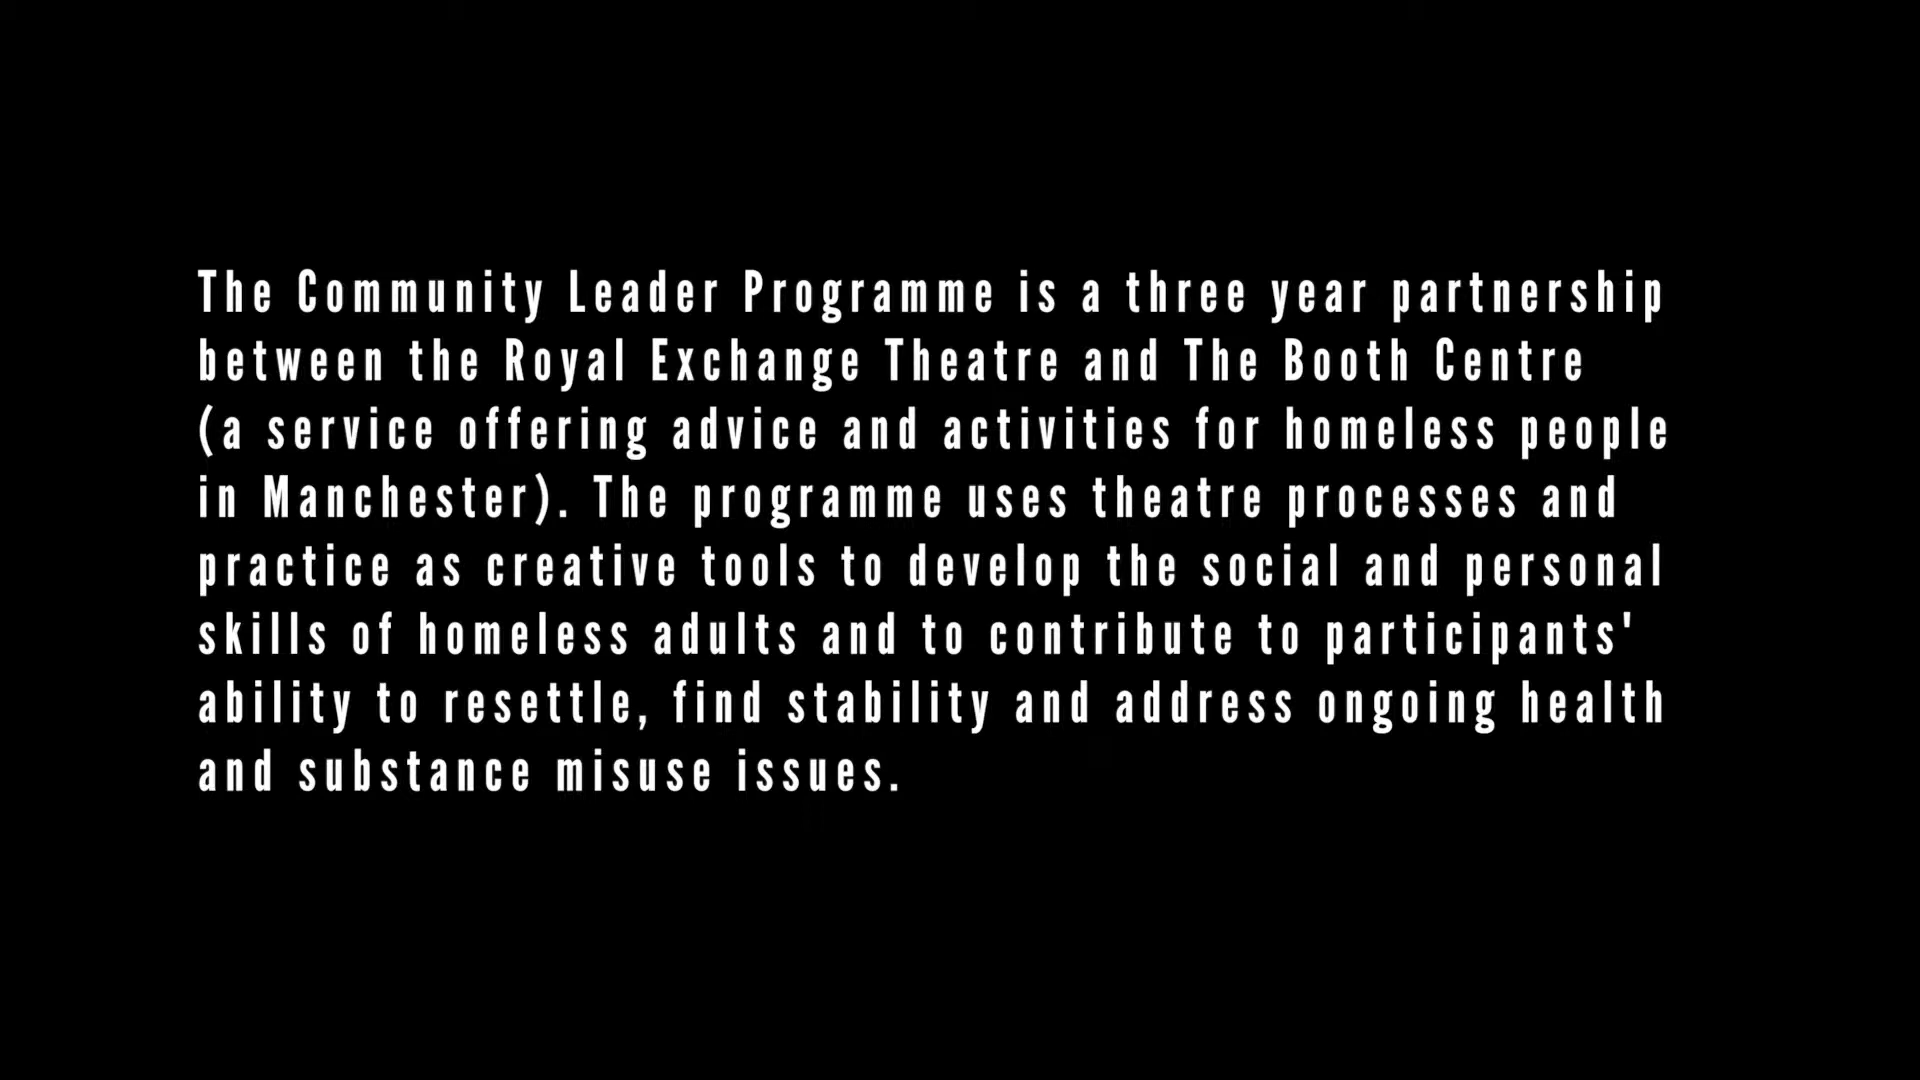 The Community Leader Programme is a three year partnership
between the Royal Exchange Theatre and The Booth Centre
(a service offering advice and activities for homeless people
in Manchester). The programme uses theatre processes and
practice as creative tools to develop the social and personal
skills of homeless adults and to contribute to participants'
ability to resettle, find stability and address ongoing health
and substance misuse issues.